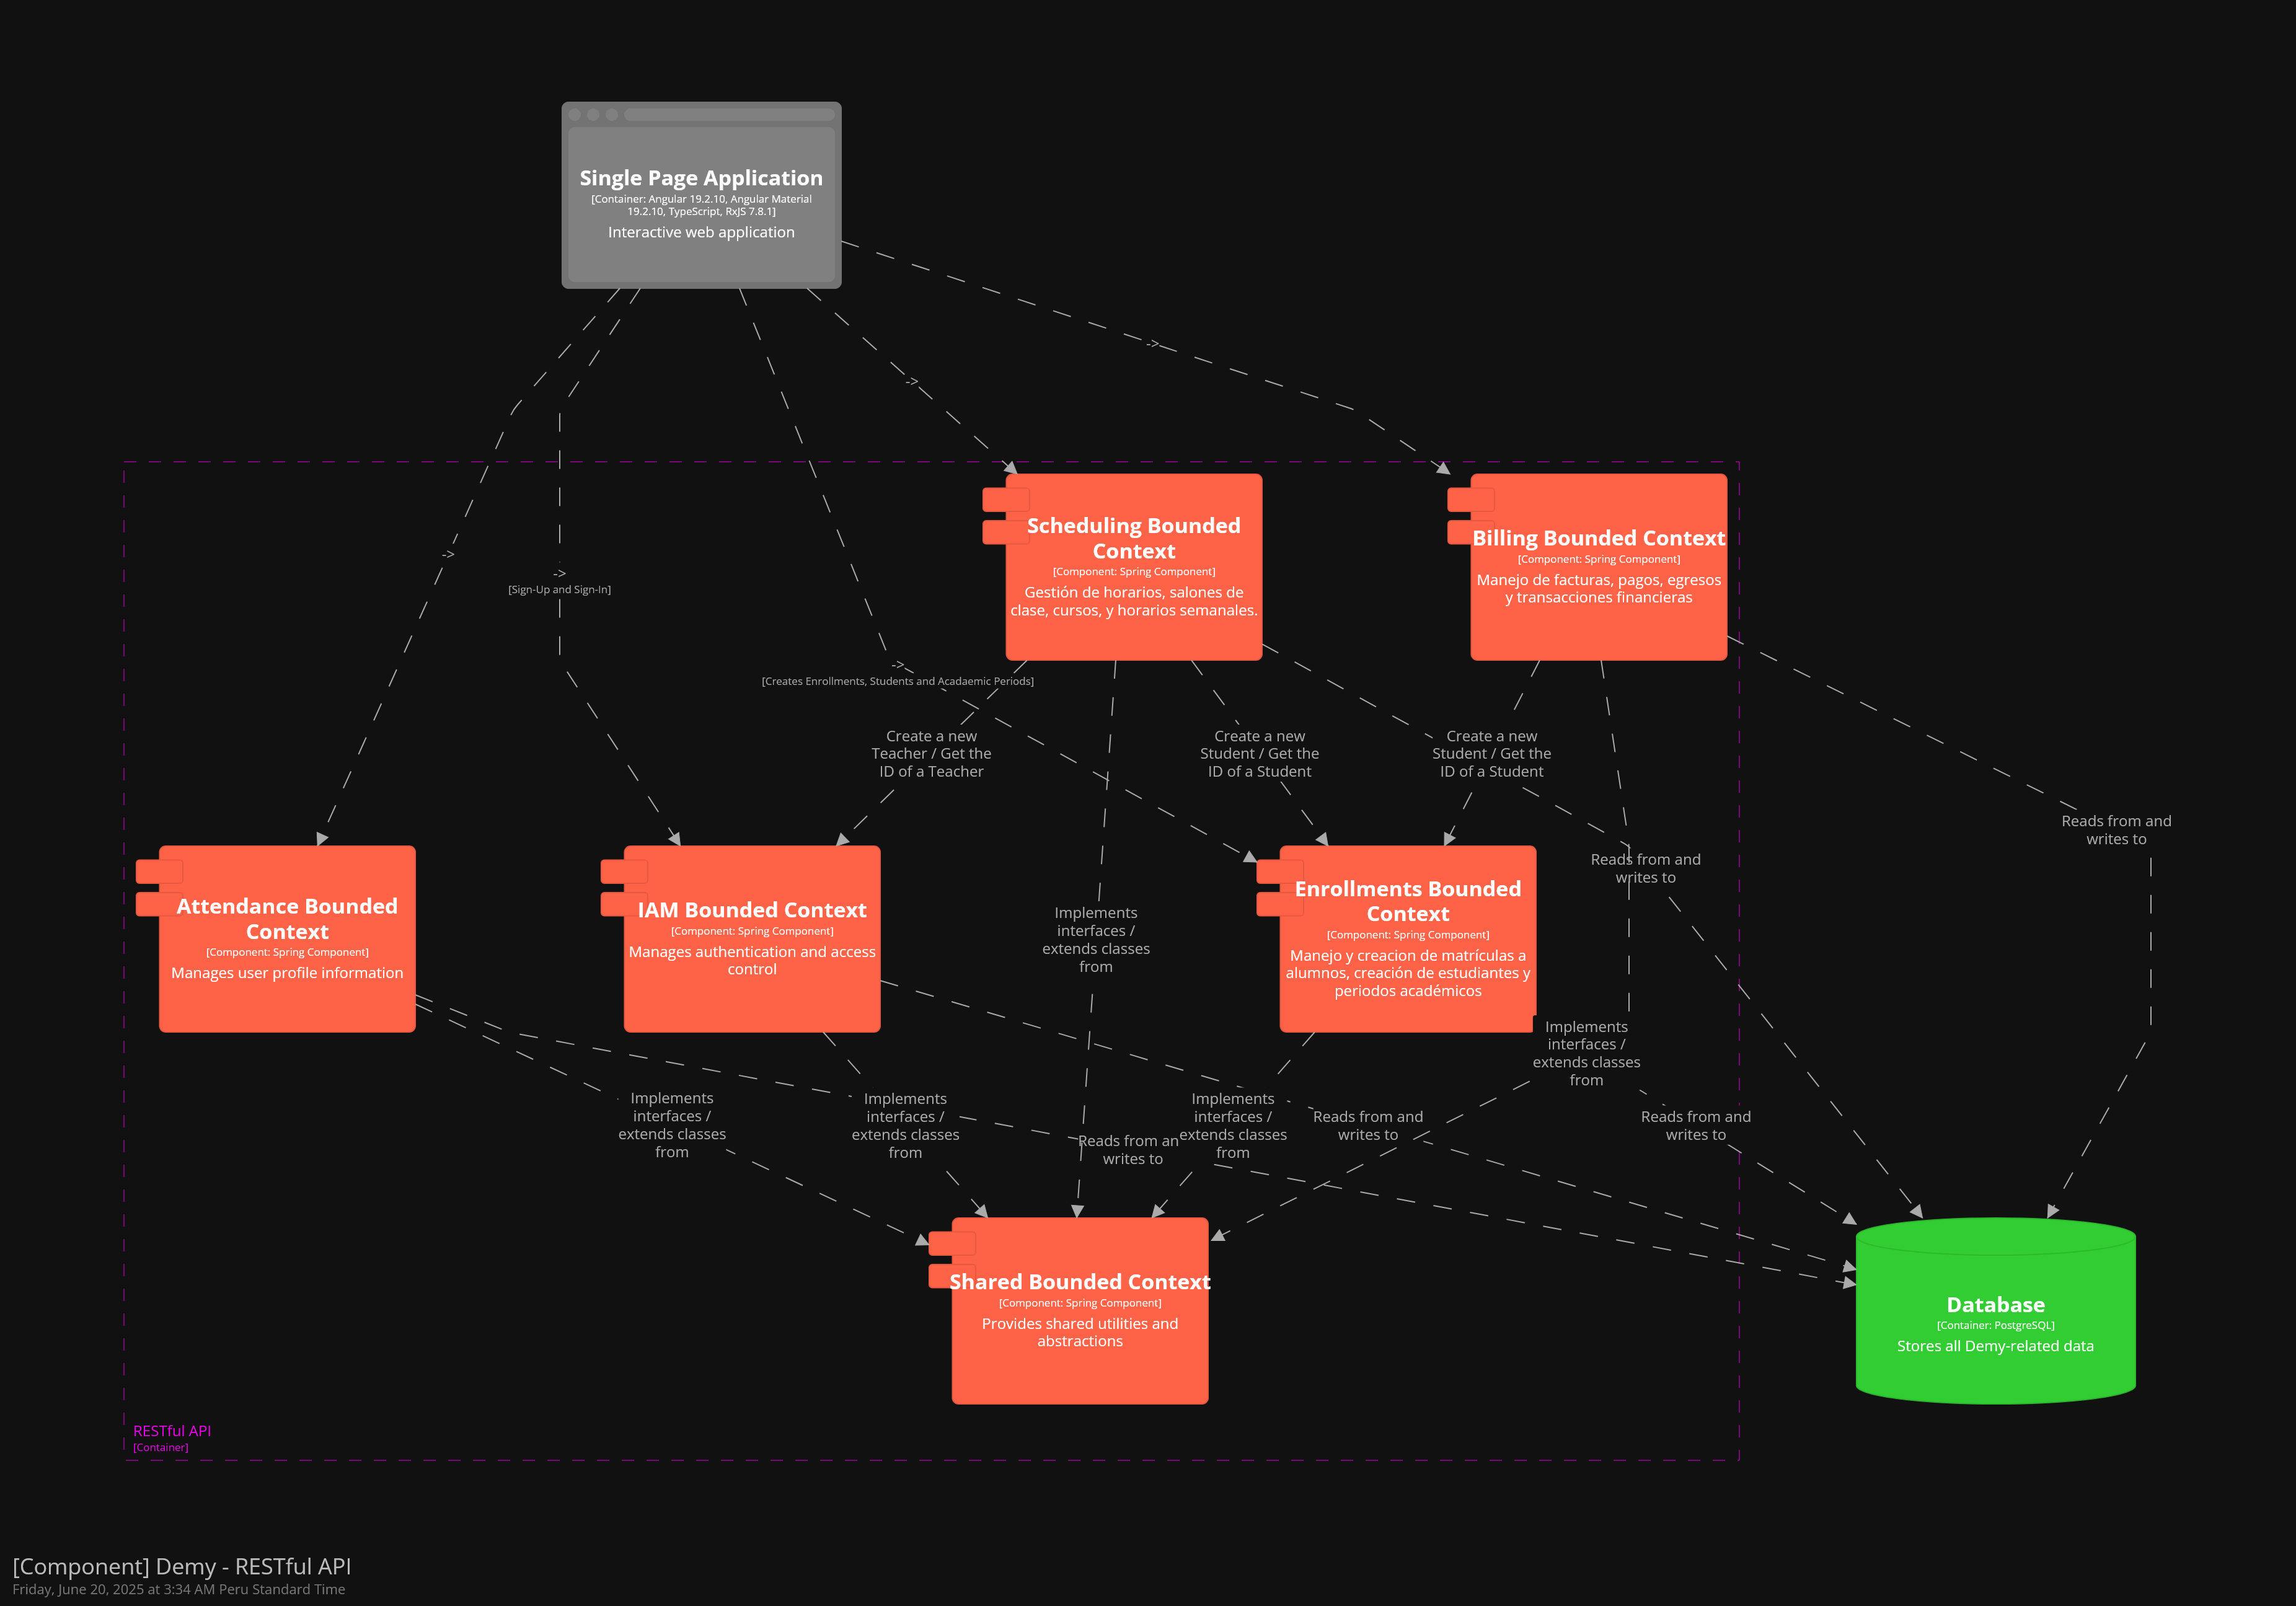 Single Page Application
[Container: Angular 19.2.10, Angular Material
19.2.10, TypeScript, RxJS 7.8.1]
Interactive web application
->
->
->
->
[Sign-Up and Sign-In]
->
[Creates Enrollments, Students and Acadaemic Periods]
Scheduling Bounded
Context
[Component: Spring Component]
Gestión de horarios, salones de
clase, cursos, y horarios semanales.
Billing Bounded Context
[Component: Spring Component]
Manejo de facturas, pagos, egresos
y transacciones financieras
Create a new
Teacher / Get the
ID of a Teacher
Create a new
Student / Get the
ID of a Student
Create a new
Student / Get the
ID of a Student
Reads from and
writes to
Reads from and
writes to
Attendance Bounded
Context
[Component: Spring Component]
Manages user profile information
IAM Bounded Context
[Component: Spring Component]
Manages authentication and access
control
Implements
interfaces /
extends classes
from
Enrollments Bounded
Context
[Component: Spring Component]
Manejo y creacion de matrículas a
alumnos, creación de estudiantes y
periodos académicos
Implements
interfaces /
extends classes
from
Implements
interfaces /
extends classes
from
Implements
interfaces /
extends classes
from
Reads from an
writes to
Implements
interfaces /
extends classes
from
Reads from and
writes to
Reads from and
writes to
Shared Bounded Context
[Component: Spring Component]
Provides shared utilities and
abstractions
Database
[Container: PostgreSQL]
Stores all Demy-related data
RESTful API
[Container]
[Component] Demy - RESTful API
Friday, June 20, 2025 at 3:34 AM Peru Standard Time